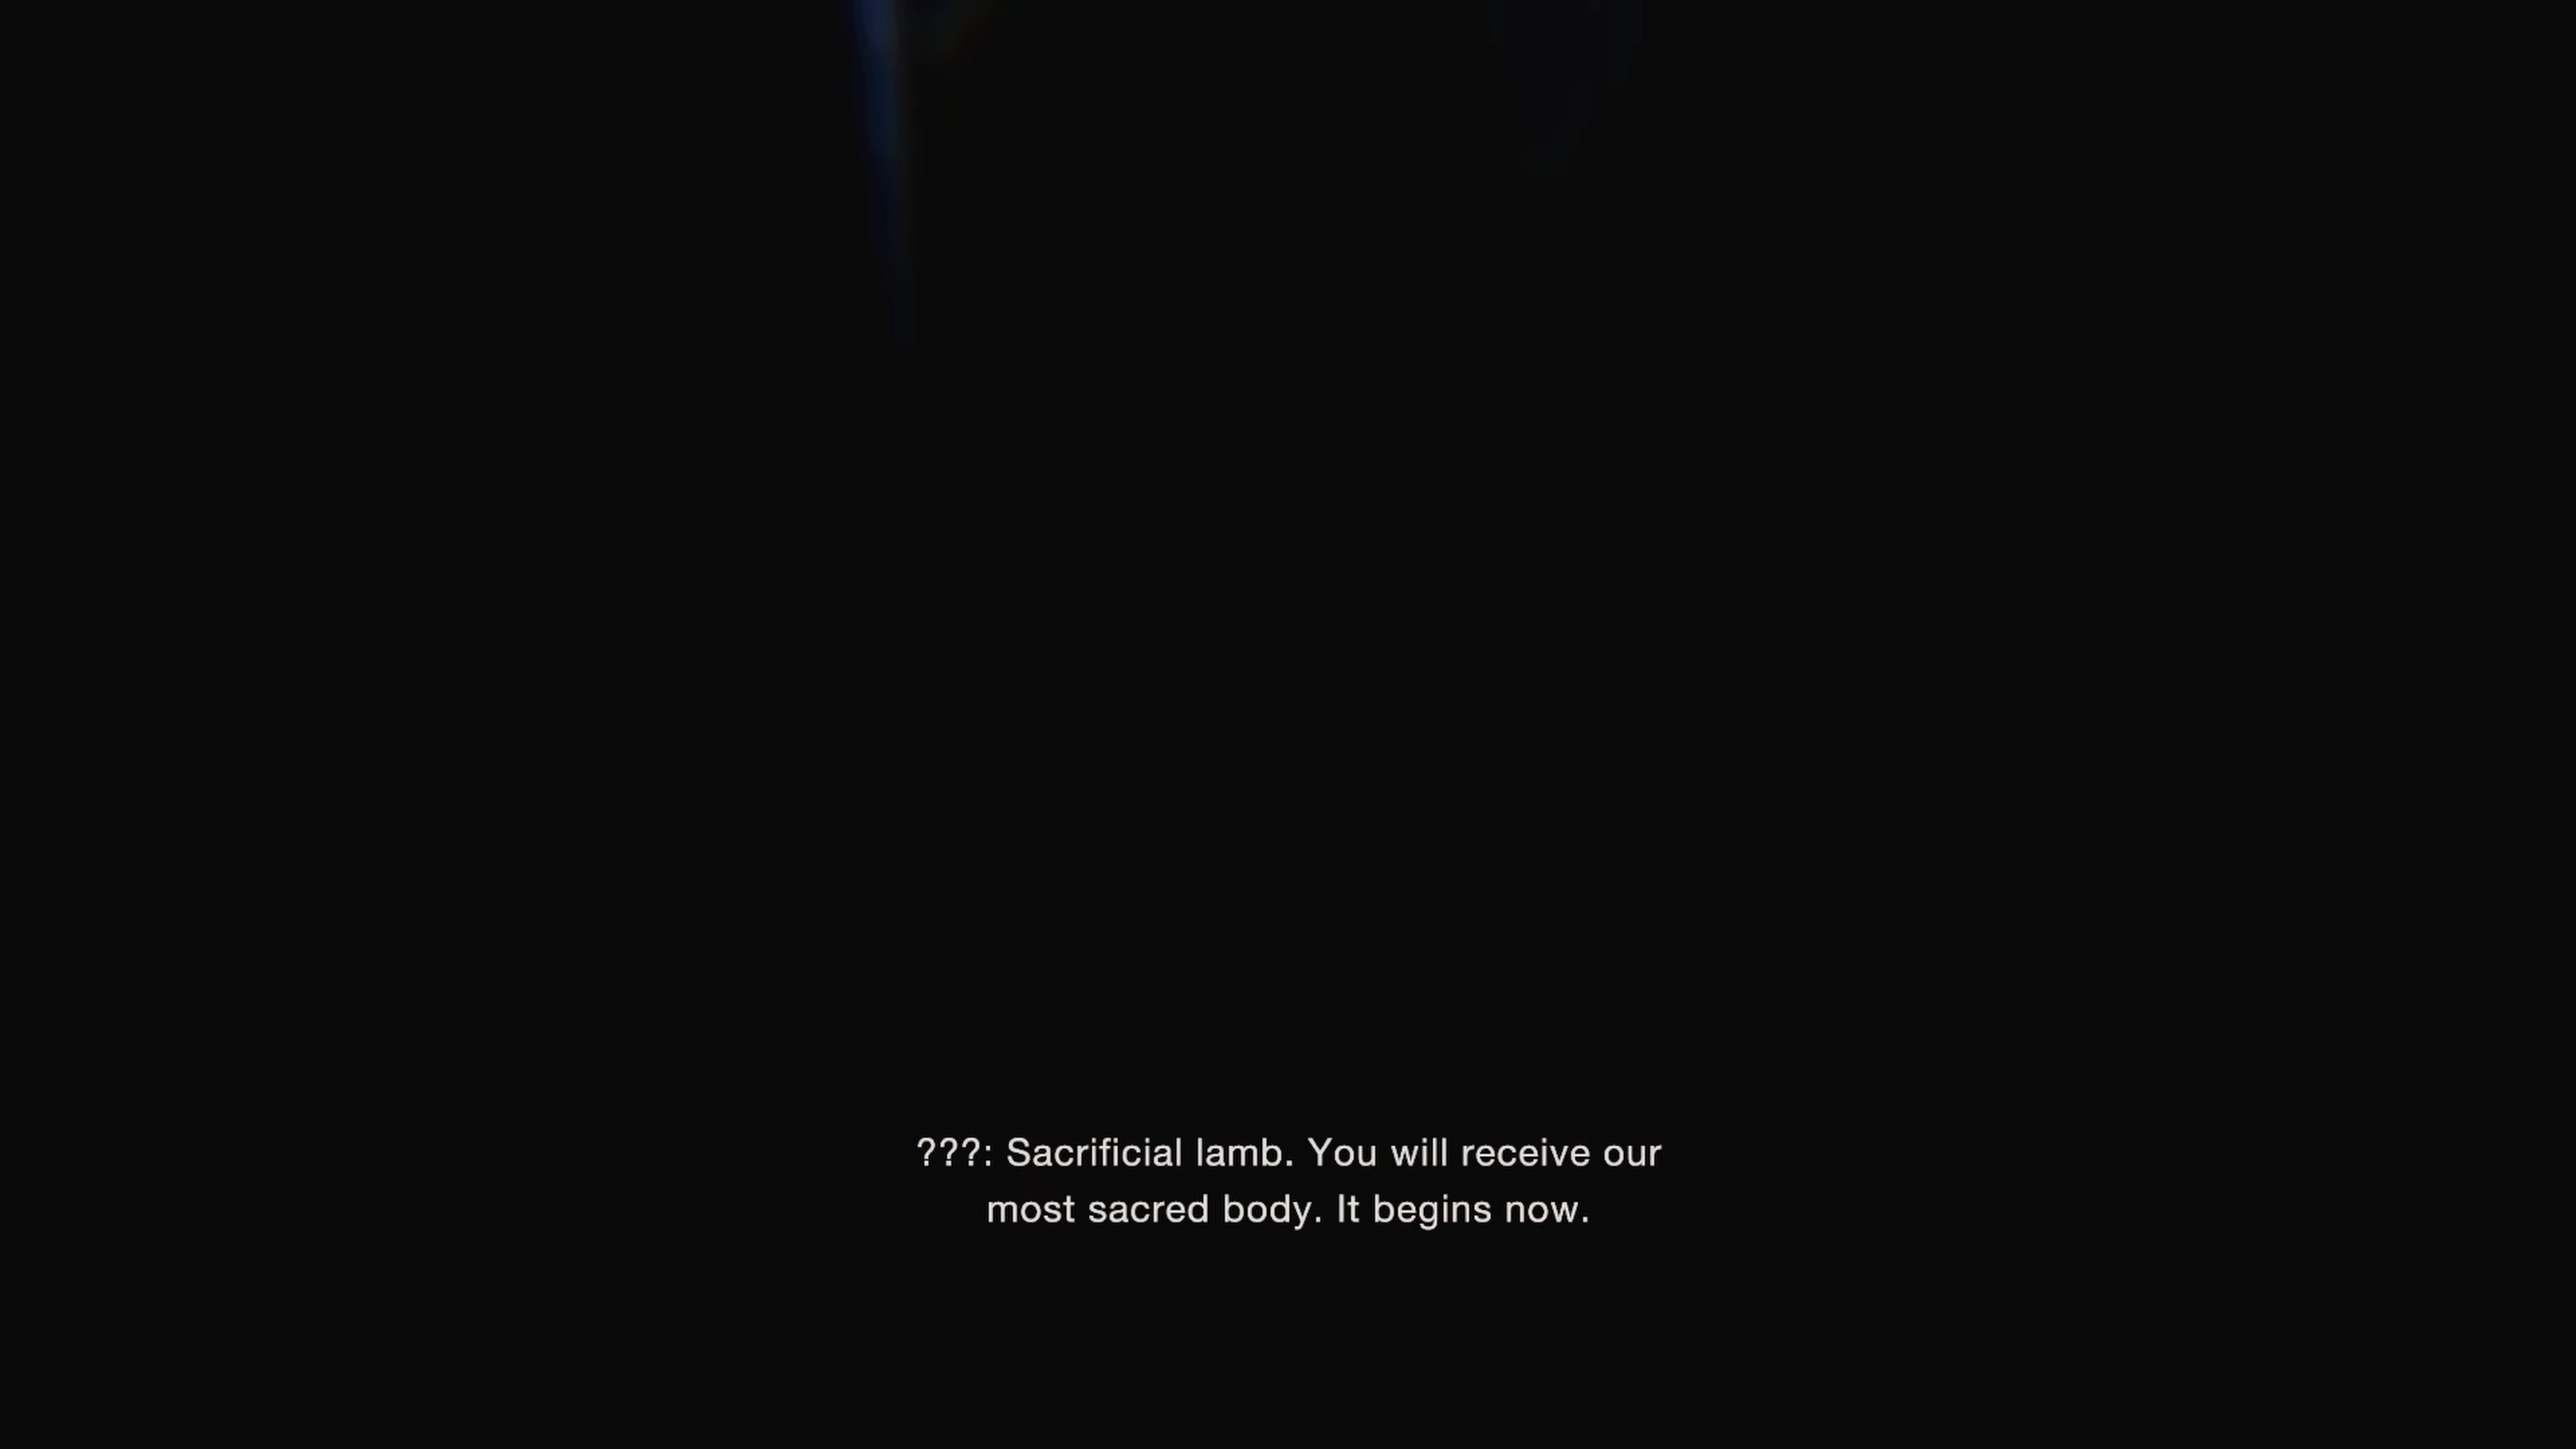 ???: Sacrificial lamb. You will receive our
most sacred body. It begins now.